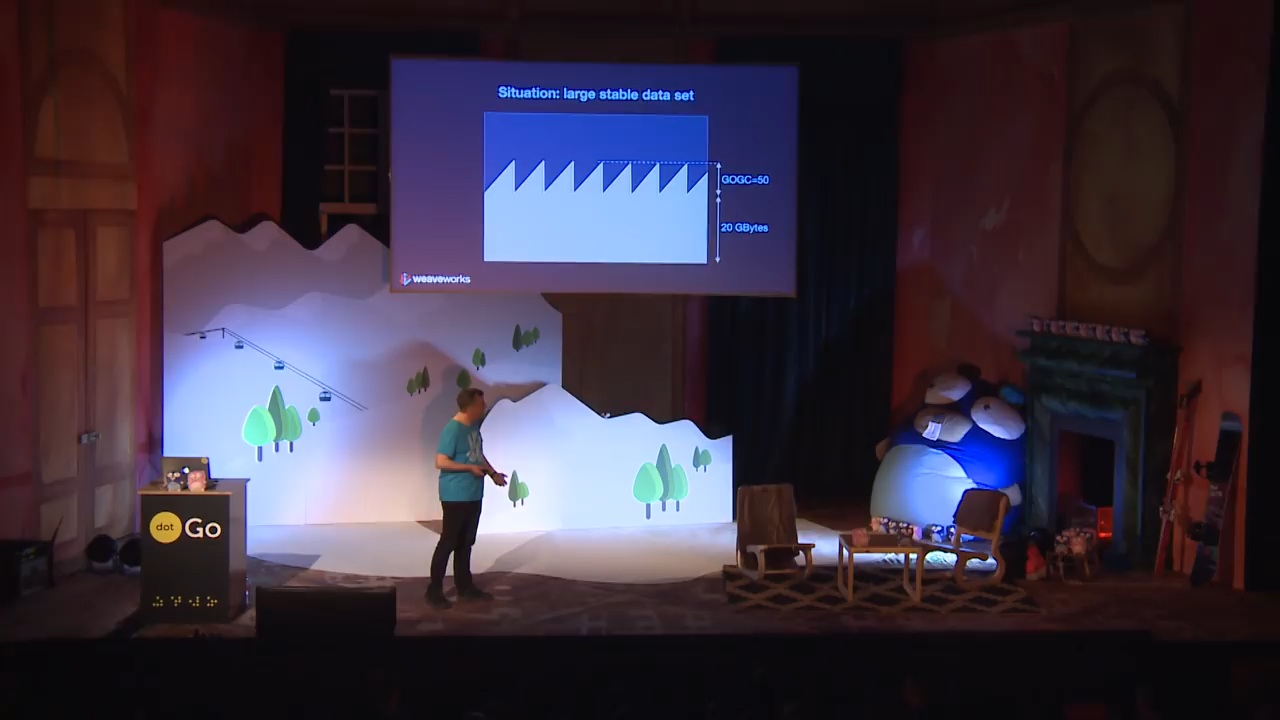 Situation: large stable data set
GOGC=50
20 GBytes
weaveworks
dot Go